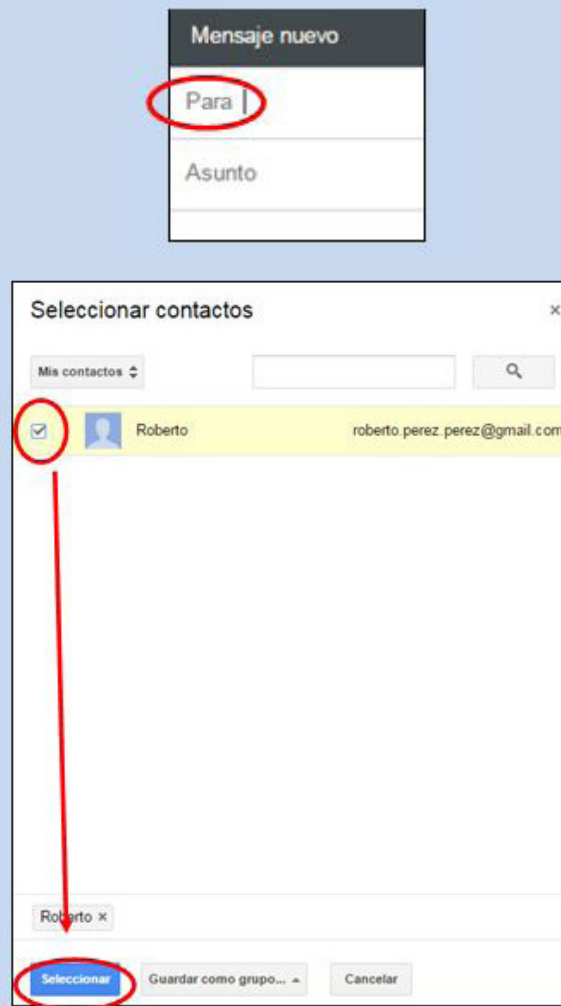 Mensaje nuevo
Para
Asunto
Seleccionar contactos ×
Mis contactos
Roberto roberto.perez.perez@gmail.com
Roberto ×
Seleccionar Guardar como grupo... Cancelar